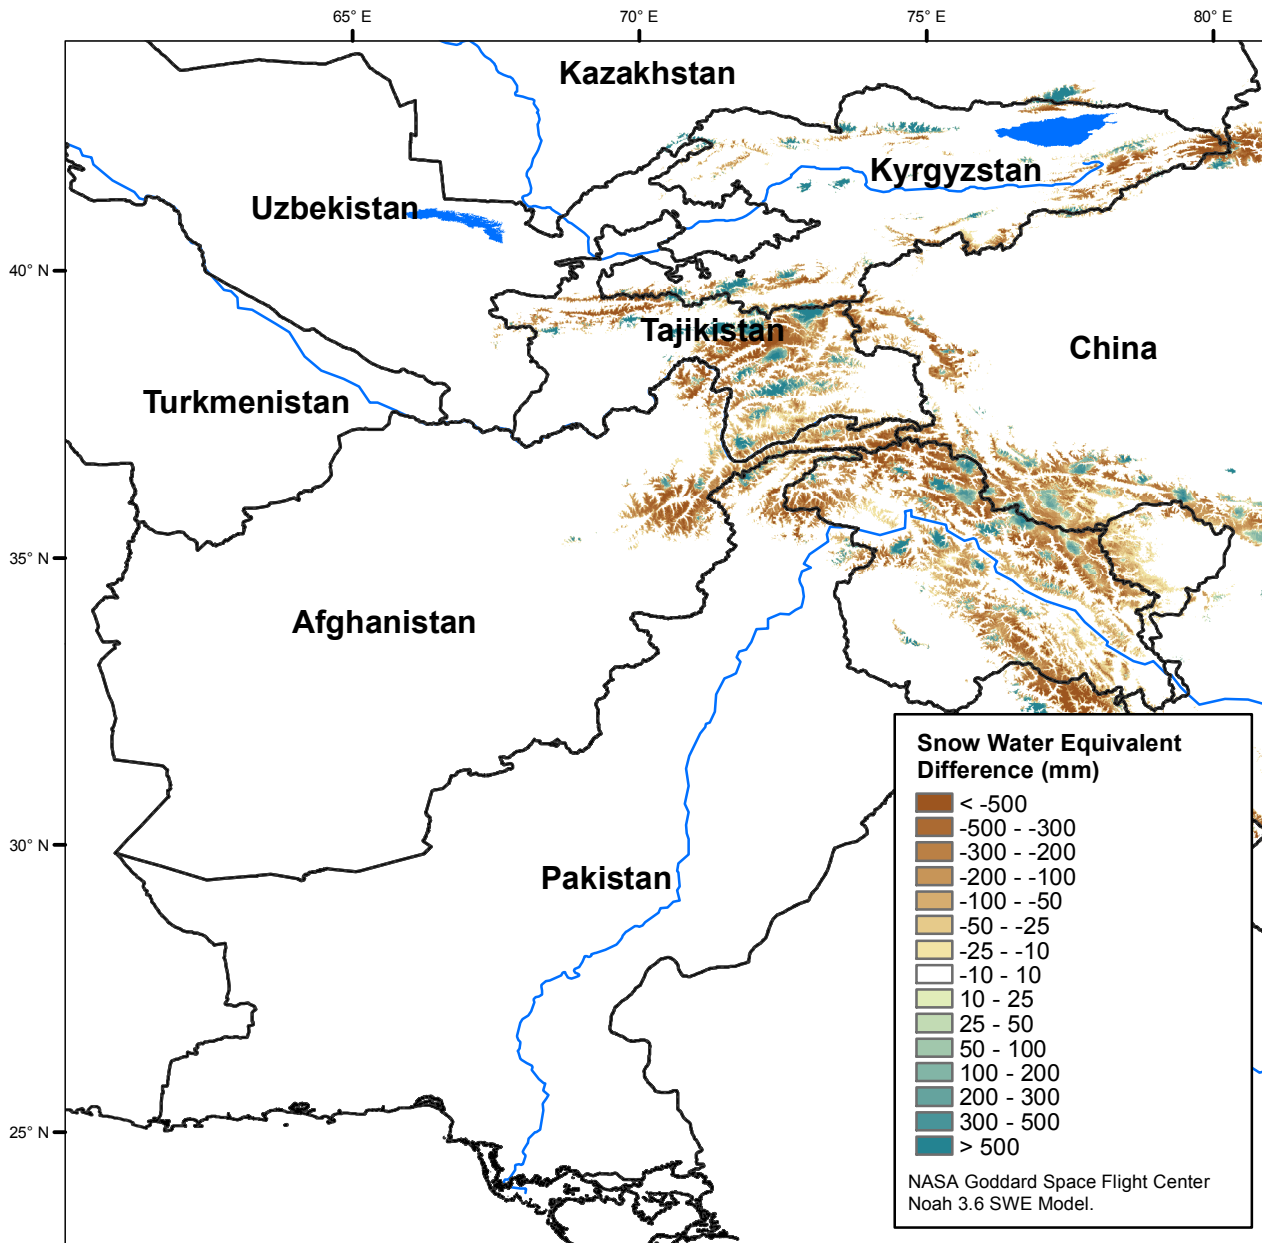 65° E
70° E
75° E
80° E
Kazakhstan
Kyrgyzstan
Uzbekistan
40° N
Tajikistan
China
Turkmenistan
35° N
Afghanistan
30° N
Pakistan
25° N
Snow Water Equivalent
Difference (mm)
< -500
-500 - -300
-300 - -200
-200 - -100
-100 - -50
-50 - -25
-25 - -10
-10 - 10
10 - 25
25 - 50
50 - 100
100 - 200
200 - 300
300 - 500
> 500
NASA Goddard Space Flight Center
Noah 3.6 SWE Model.